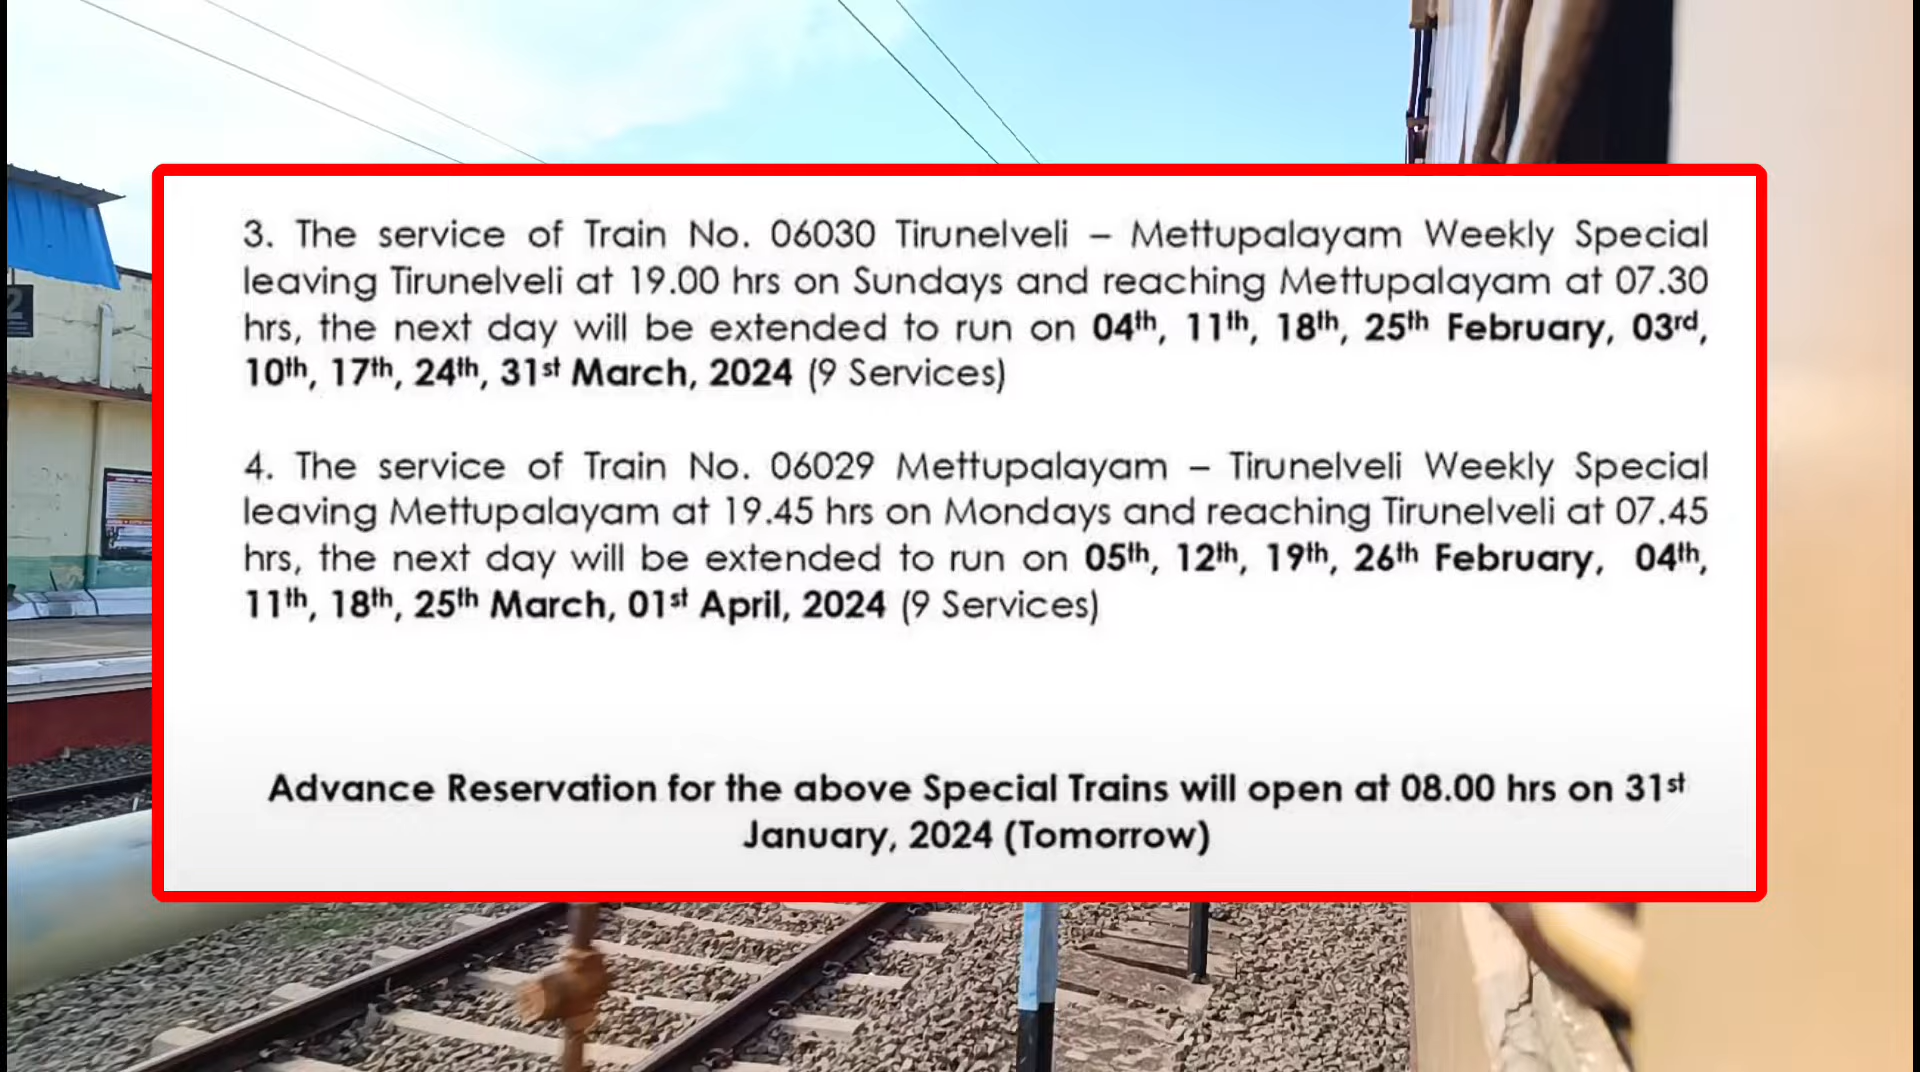 3. The service of Train No. 06030 Tirunelveli – Mettupalayam Weekly Special
leaving Tirunelveli at 19.00 hrs on Sundays and reaching Mettupalayam at 07.30
hrs, the next day will be extended to run on 04th, 11th, 18th, 25th February, 03rd,
10th, 17th, 24th, 31st March, 2024 (9 Services)
4. The service of Train No. 06029 Mettupalayam – Tirunelveli Weekly Special
leaving Mettupalayam at 19.45 hrs on Mondays and reaching Tirunelveli at 07.45
hrs, the next day will be extended to run on 05th, 12th, 19th, 26th February, 04th,
11th, 18th, 25th March, 01st April, 2024 (9 Services)
Advance Reservation for the above Special Trains will open at 08.00 hrs on 31st
January, 2024 (Tomorrow)
2